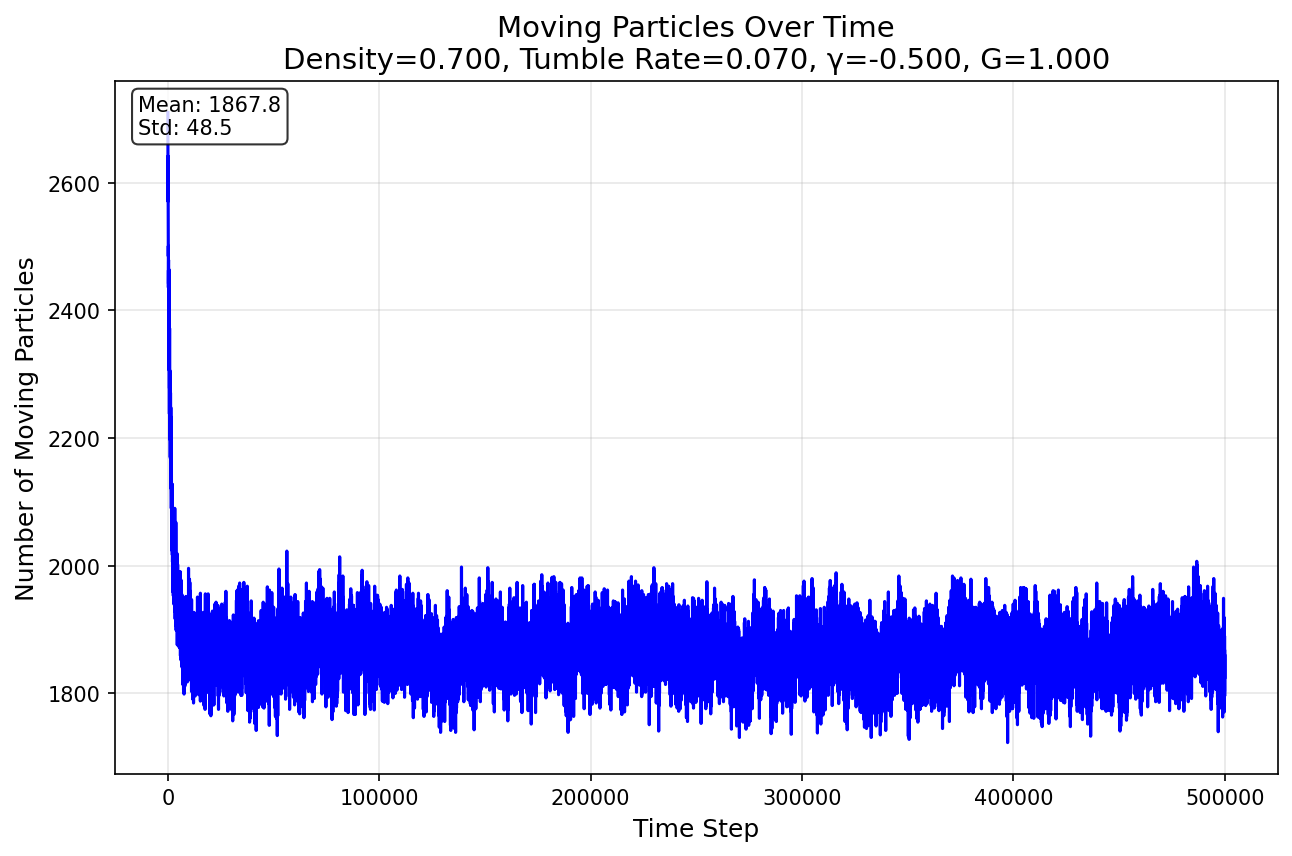 Moving Particles Over Time
Density=0.700, Tumble Rate=0.070, γ=-0.500, G=1.000
Mean: 1867.8
Std: 48.5
Number of Moving Particles
2600
2400
2200
2000
1800
0
100000
200000
300000
400000
500000
Time Step